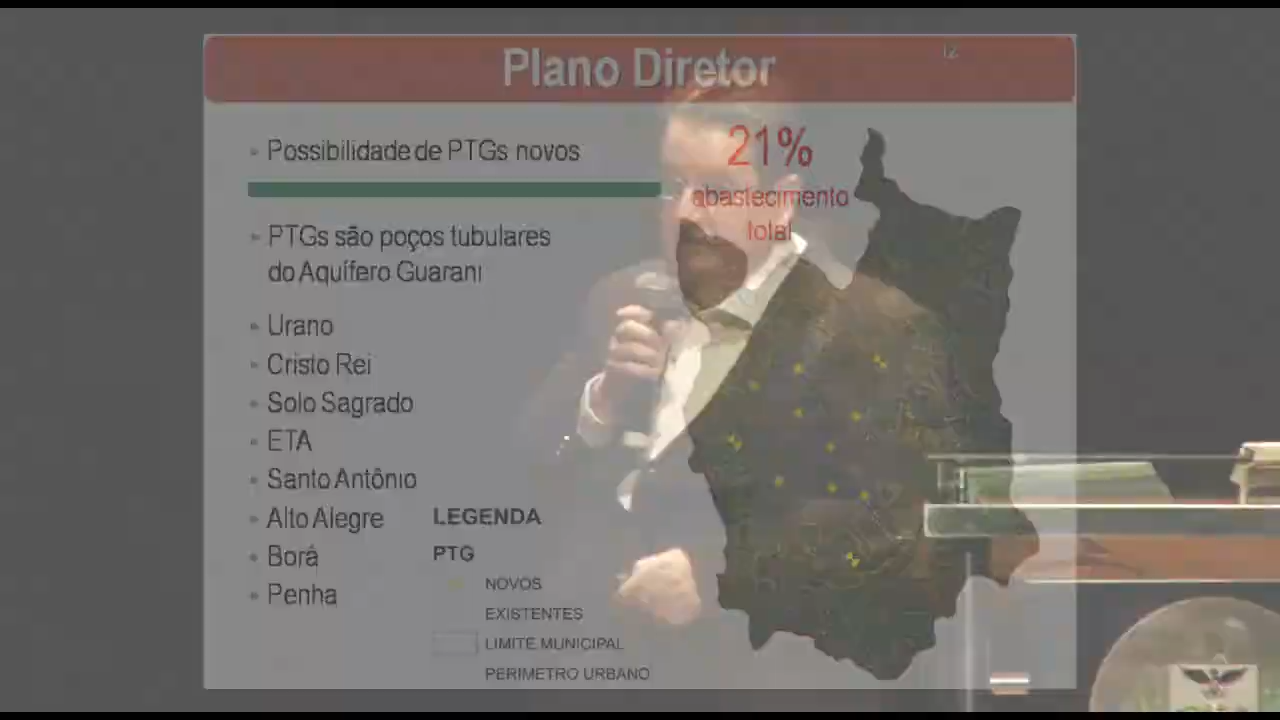 Plano Diretor
12
Possibilidade de PTGs novos
21%
abastecimento
total
PTGs são poços tubulares
do Aquífero Guarani
Urano
Cristo Rei
Solo Sagrado
ETA
Santo Antônio
Alto Alegre
Borá
Penha
LEGENDA
PTG
NOVOS
EXISTENTES
LIMITE MUNICIPAL
PERIMETRO URBANO